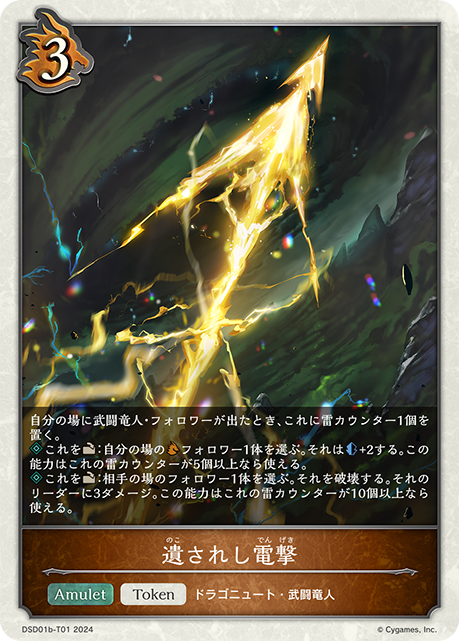 3
自分の場に武闘竜人・フォロワーが出たとき、これに雷カウンター1個を
置く。
これを:自分の場のフォロワー1体を選ぶ。それは+2する。この
能力はこれの雷カウンターが5個以上なら使える。
これを:相手の場のフォロワー1体を選ぶ。それを破壊する。それの
リーダーに3ダメージ。この能力はこれの雷カウンターが10個以上なら
使える。
のこ でんげき
遺されし電撃
Amulet Token ドラゴニュート・武闘竜人
DSD01b-T01 2024 © Cygames, Inc.